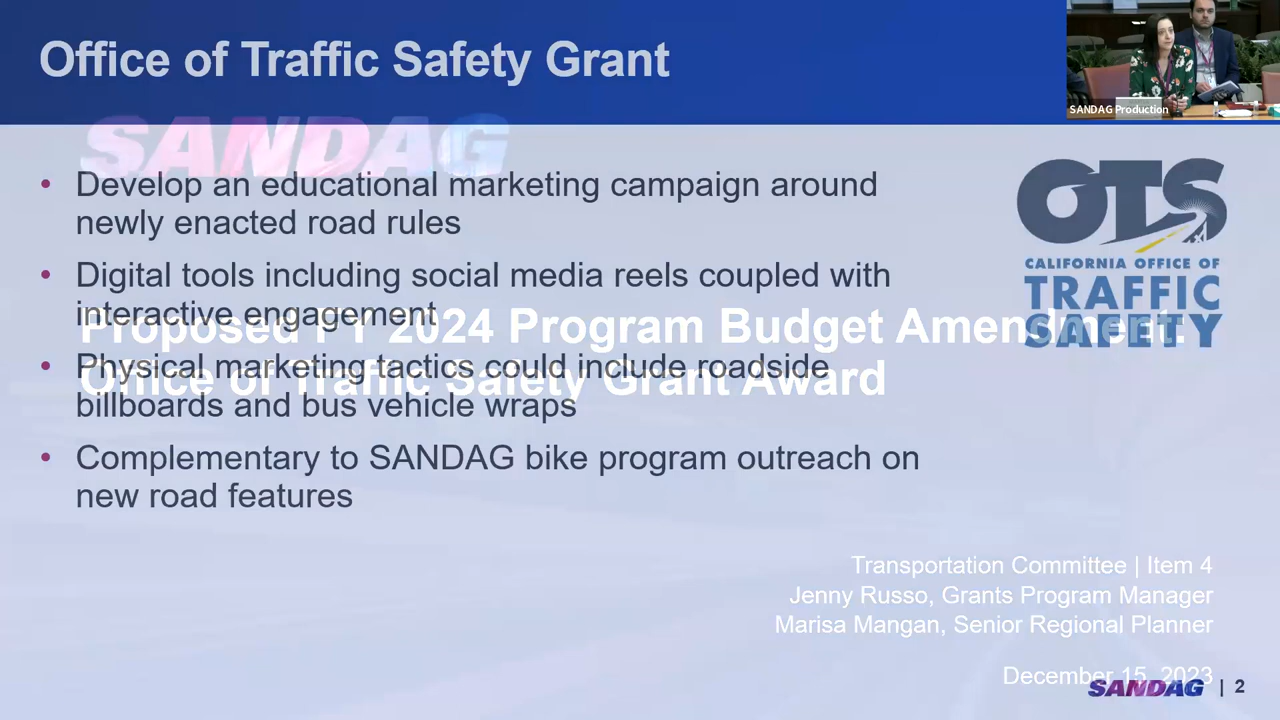 Office of Traffic Safety Grant
SANDAG Production
SANDAG
• Develop an educational marketing campaign around
newly enacted road rules
• Digital tools including social media reels coupled with
interactive engagement
• Physical marketing tactics could include roadside
billboards and bus vehicle wraps
• Complementary to SANDAG bike program outreach on
new road features
OTS
CALIFORNIA OFFICE OF
TRAFFIC
SAFETY
Proposed FY 2024 Program Budget Amendment:
Office of Traffic Safety Grant Award
Transportation Committee | Item 4
Jenny Russo, Grants Program Manager
Marisa Mangan, Senior Regional Planner
December 15, 2023
SANDAG | 2